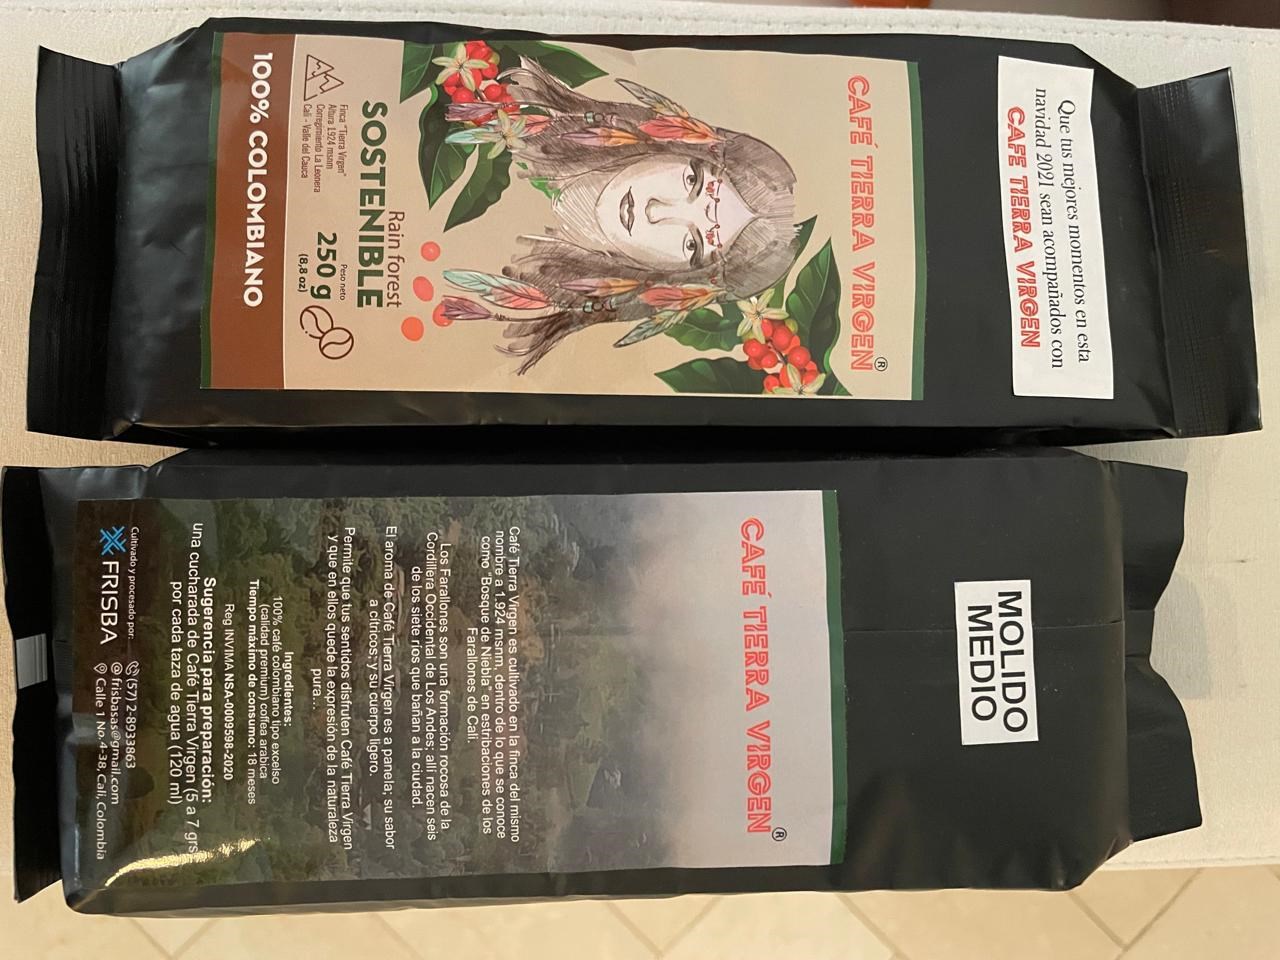 Que tus mejores momentos en esta
navidad 2021 sean acompañados con
CAFE TIERRA VIRGEN
CAFÉ TIERRA VIRGEN®
Rain forest
SOSTENIBLE
Finca "Tierra Virgen"
Altura 1.924 msnm
Corregimiento La Leonera
Cali - Valle del Cauca
Peso neto
250 g
(8,8 oz)
100% COLOMBIANO
MOLIDO
MEDIO
CAFÉ TIERRA VIRGEN®
Café Tierra Virgen es cultivado en la finca del mismo
nombre a 1.924 msnm, dentro de lo que se conoce
como "Bosque de Niebla" en estribaciones de los
Farallones de Cali.
Los Farallones son una formación rocosa de la
Cordillera Occidental de Los Andes; allí nacen seis
de los siete ríos que bañan a la ciudad.
El aroma de Café Tierra Virgen es a panela; su sabor
a cítricos; y su cuerpo ligero.
Permite que tus sentidos disfruten Café Tierra Virgen
y que en ellos quede la expresión de la naturaleza
pura...
Ingredientes:
100% café colombiano tipo excelso
(calidad premium) coffea arabica
Tiempo máximo de consumo: 18 meses
Reg INVIMA NSA-0009598-2020
Sugerencia para preparación:
una cucharada de Café Tierra Virgen (5 a 7 grs)
por cada taza de agua (120 ml)
Cultivado y procesado por:
FRISBA
(57) 2-8933863
@ frisbasas@gmail.com
Calle 1 No. 4-38, Cali, Colombia